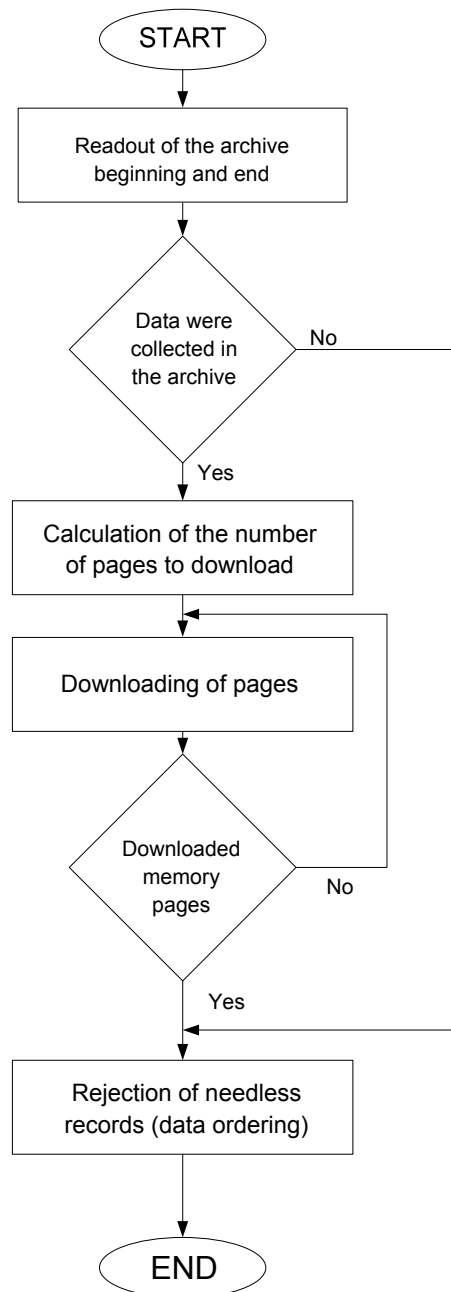 START
Readout of the archive
beginning and end
Data were
collected in
the archive
No
Yes
Calculation of the number
of pages to download
Downloading of pages
Downloaded
memory
pages
No
Yes
Rejection of needless
records (data ordering)
END